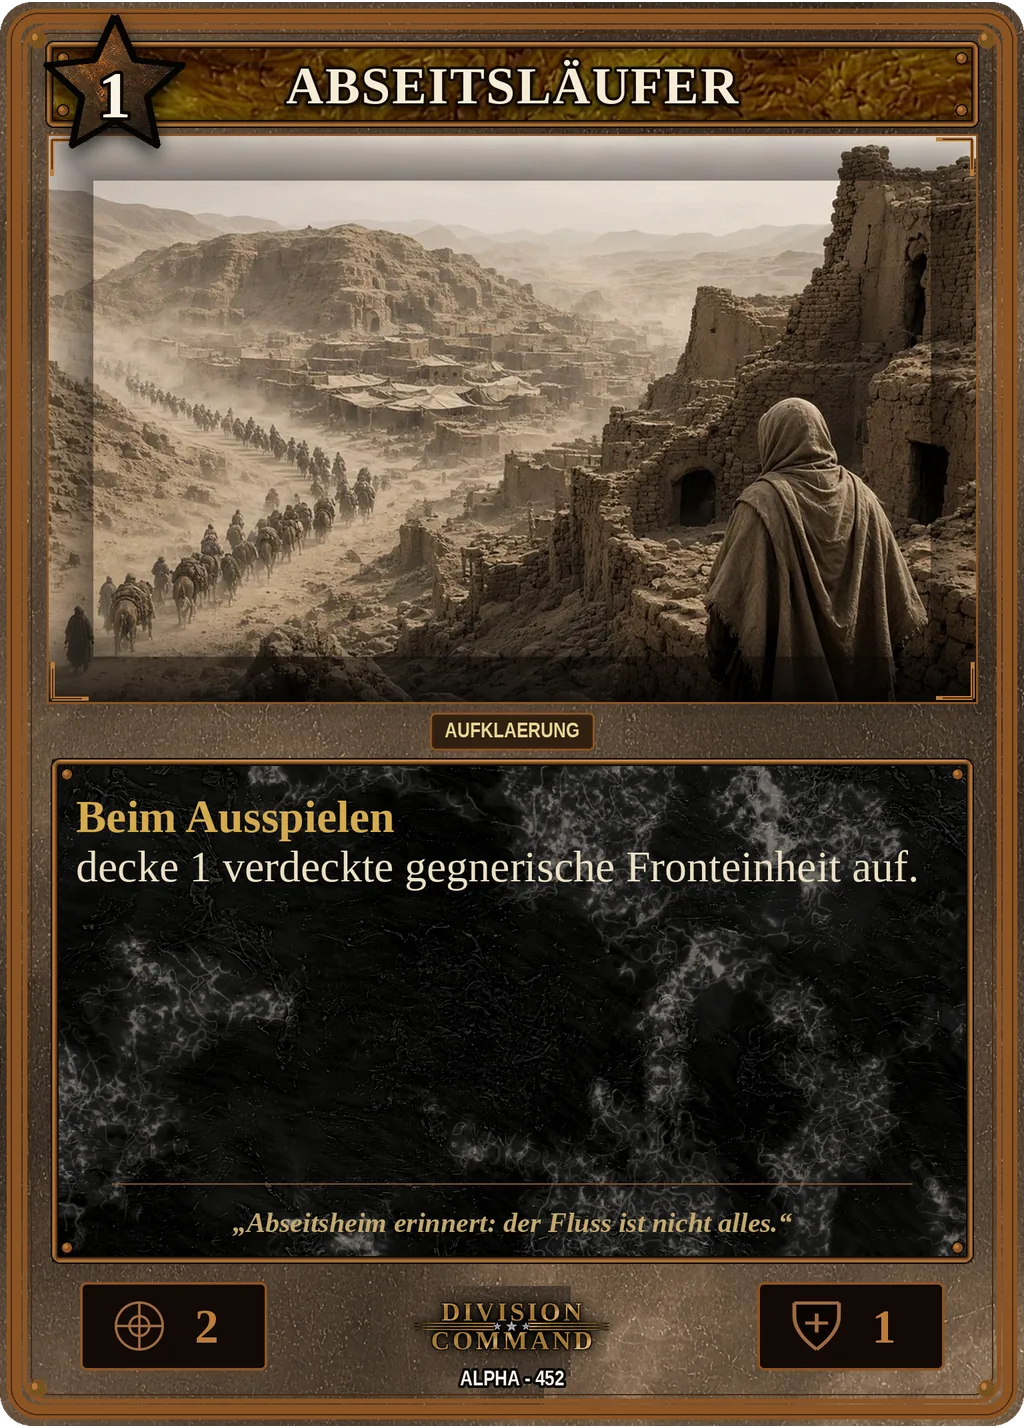 1
ABSEITSLÄUFER
AUFKLAERUNG
Beim Ausspielen
decke 1 verdeckte gegnerische Fronteinheit auf.
„Abseitsheim erinnert: der Fluss ist nicht alles.“
2
DIVISION
COMMAND
ALPHA - 452
1